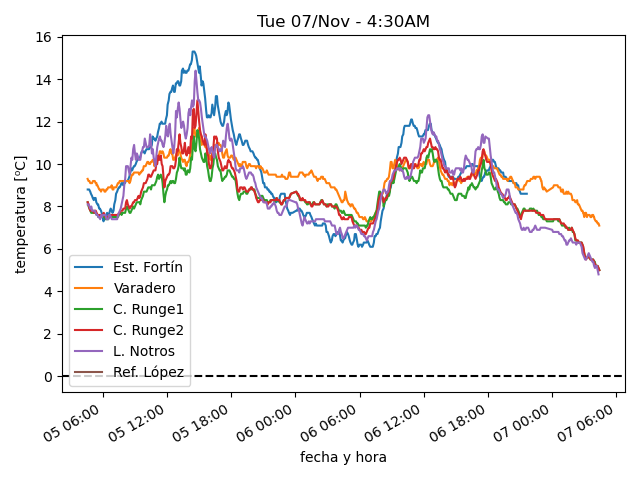 Tue 07/Nov - 4:30AM
temperatura [ºC]
16
14
12
10
8
6
4
2
0
Est. Fortín
Varadero
C. Runge1
C. Runge2
L. Notros
Ref. López
05 06:00
05 12:00
05 18:00
06 00:00
06 06:00
06 12:00
06 18:00
07 00:00
07 06:00
fecha y hora